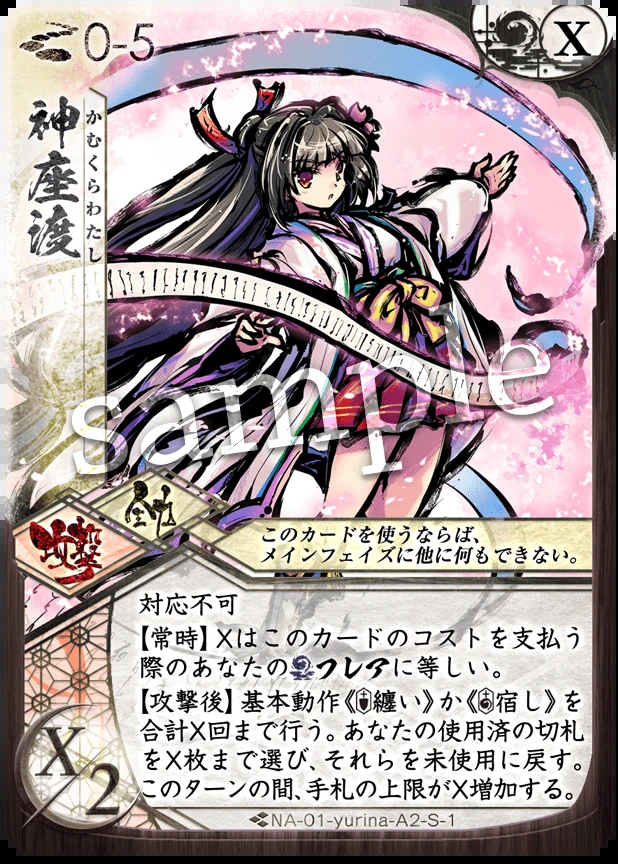 0-5
X
神座渡
かむくらわたし
sample
攻撃
全力
このカードを使うならば、
メインフェイズに他に何もできない。
対応不可
【常時】Xはこのカードのコストを支払う
際のあなたのフレアに等しい。
【攻撃後】基本動作《纏い》か《宿し》を
合計X回まで行う。あなたの使用済の切札
をX枚まで選び、それらを未使用に戻す。
このターンの間、手札の上限がX増加する。
X/2
NA-01-yurina-A2-S-1